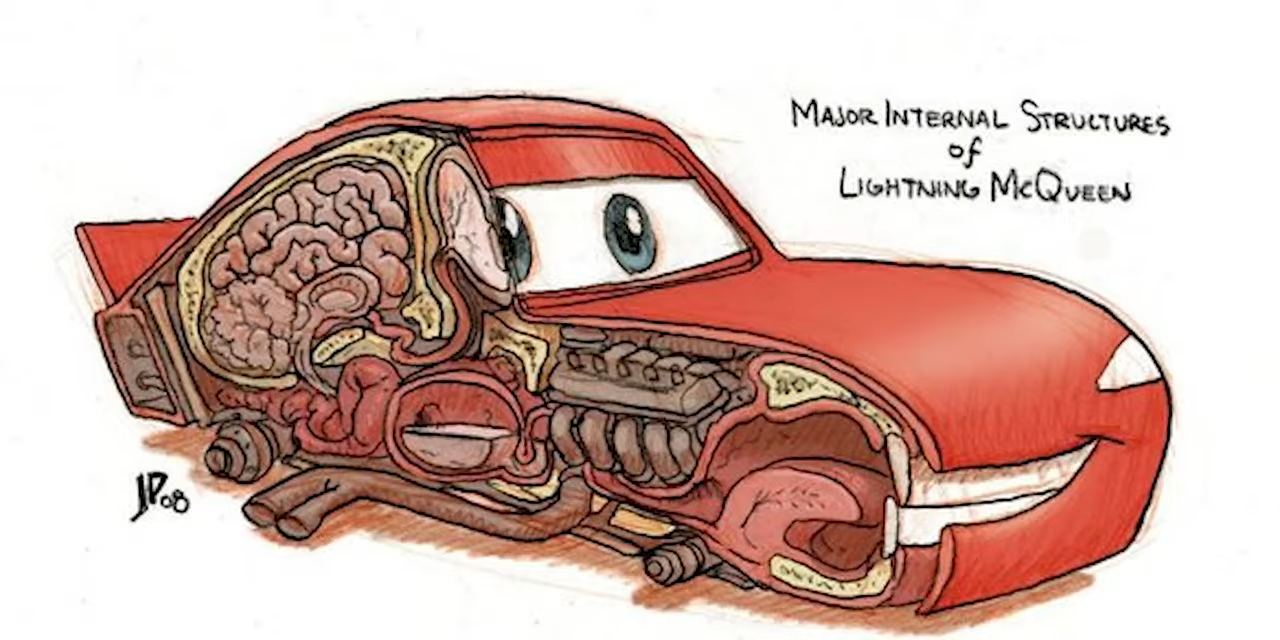 MAJOR INTERNAL STRUCTURES
of
LIGHTNING MCQUEEN
JP08